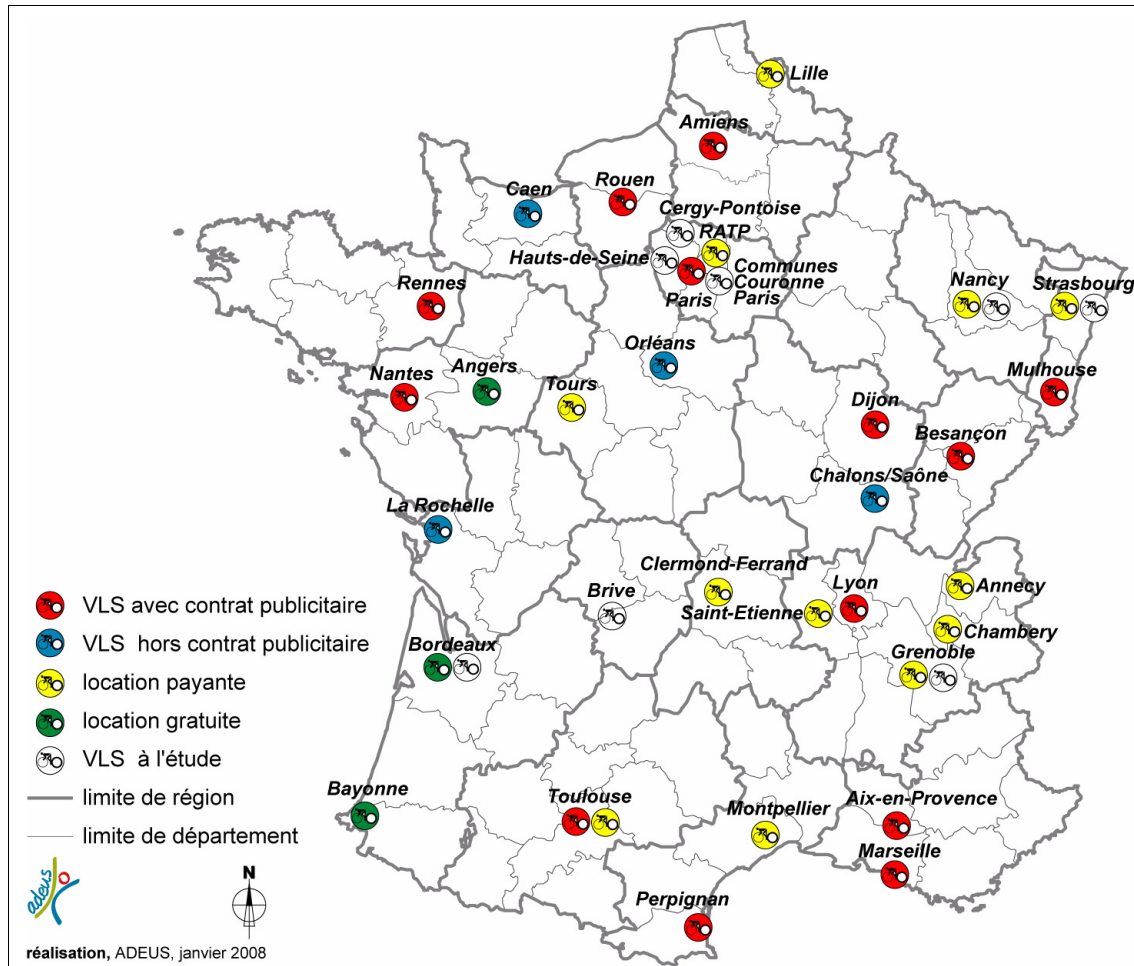 Lille
Amiens
Rouen
Caen
Cergy-Pontoise
RATP
Hauts-de-Seine
Communes
Couronne
Paris
Paris
Nancy
Strasbourg
Rennes
Orléans
Angers
Nantes
Tours
Mulhouse
Dijon
Besançon
Chalons/Saône
La Rochelle
Clermond-Ferrand
Brive
Lyon
Annecy
Saint-Etienne
Chambery
Bordeaux
Grenoble
Bayonne
Toulouse
Montpellier
Aix-en-Provence
Marseille
Perpignan
VLS avec contrat publicitaire
VLS hors contrat publicitaire
location payante
location gratuite
VLS à l'étude
limite de région
limite de département
adeus
N
réalisation, ADEUS, janvier 2008